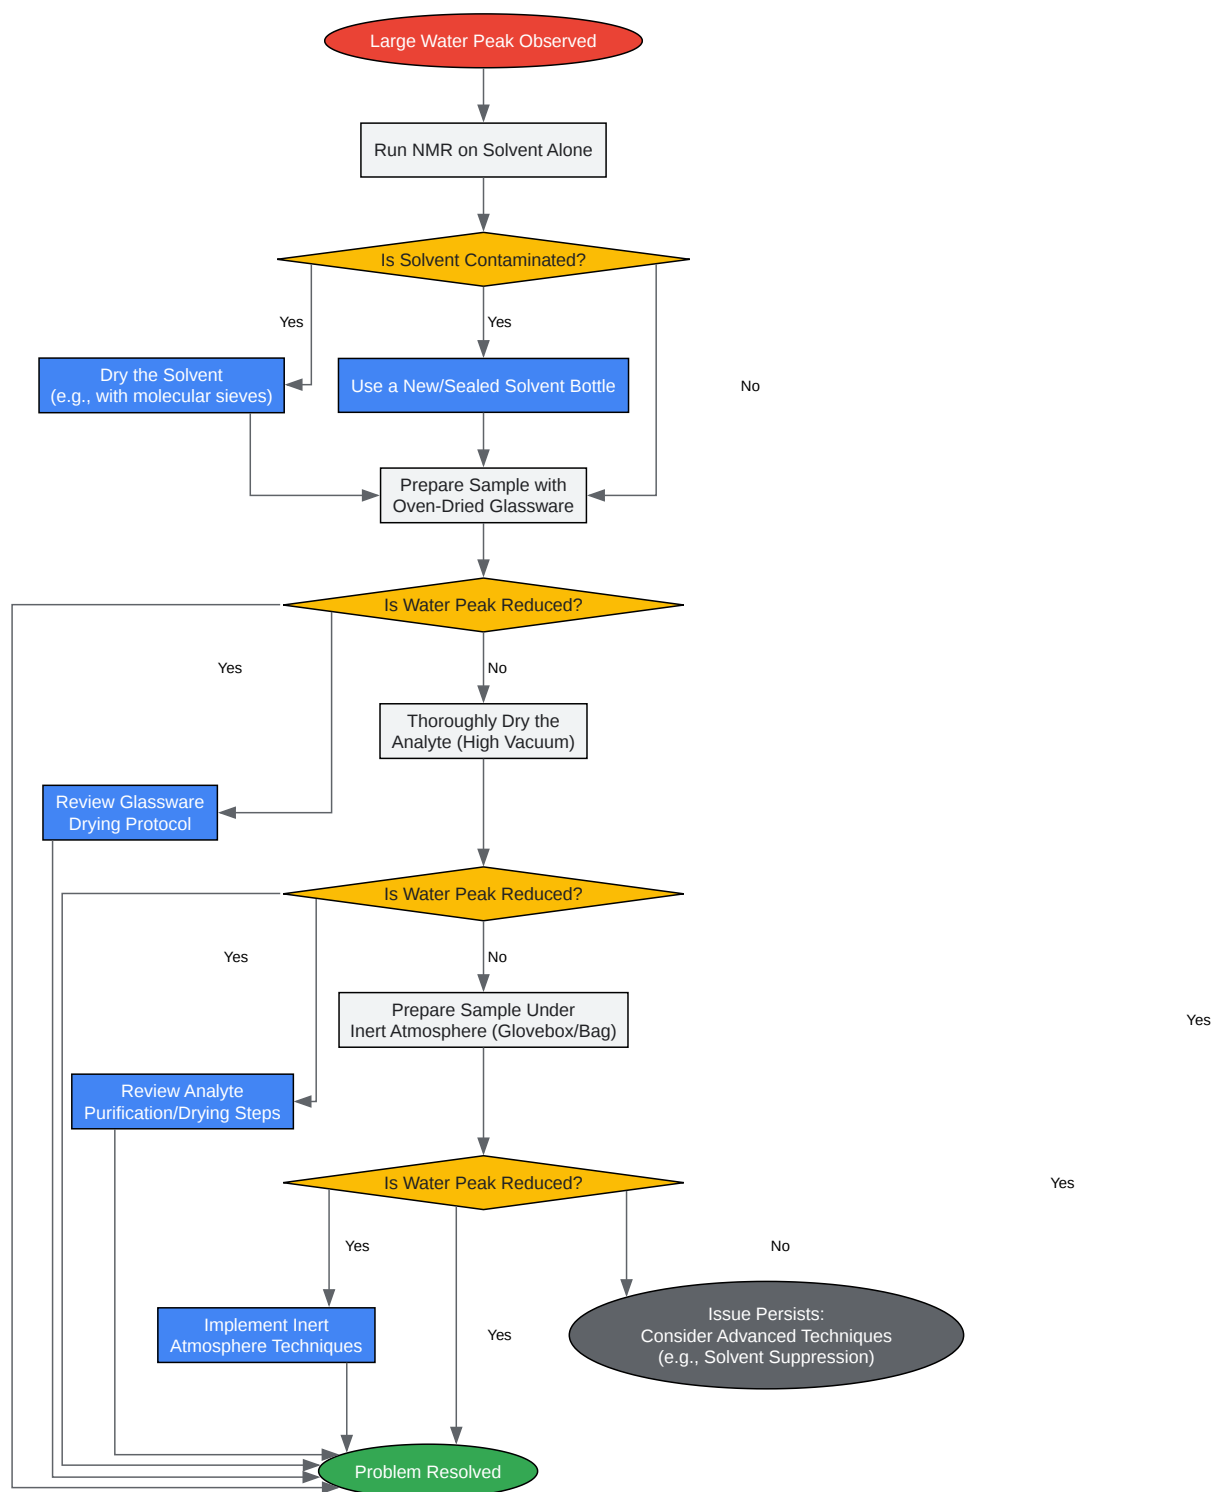 Large Water Peak Observed
Run NMR on Solvent Alone
Is Solvent Contaminated?
Yes
Yes
No
Dry the Solvent
(e.g., with molecular sieves)
Use a New/Sealed Solvent Bottle
Prepare Sample with
Oven-Dried Glassware
Is Water Peak Reduced?
Yes
No
Thoroughly Dry the
Analyte (High Vacuum)
Review Glassware
Drying Protocol
Is Water Peak Reduced?
Yes
No
Prepare Sample Under
Inert Atmosphere (Glovebox/Bag)
Yes
Review Analyte
Purification/Drying Steps
Is Water Peak Reduced?
Yes
Yes
No
Implement Inert
Atmosphere Techniques
Yes
Issue Persists:
Consider Advanced Techniques
(e.g., Solvent Suppression)
Problem Resolved